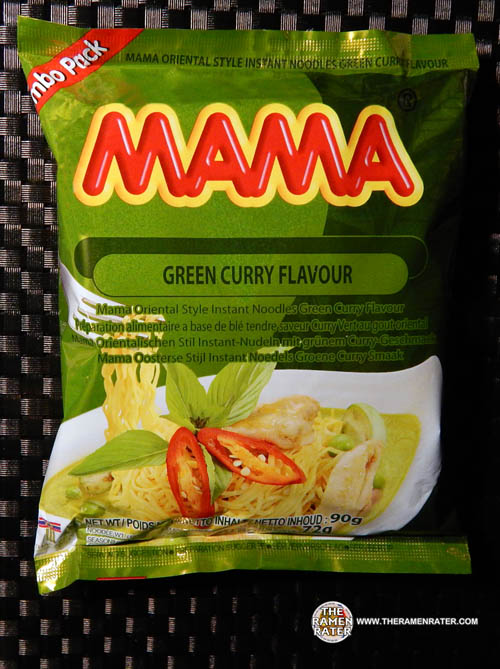 MAMA ORIENTAL STYLE INSTANT NOODLES GREEN CURRY FLAVOUR
mbo Pack
MAMA ®
GREEN CURRY FLAVOUR
Mama Oriental Style Instant Noodles Green Curry Flavour
Préparation alimentaire a base de blé tendre saveur Curry Vert au gout oriental
Orientalischen Stil Instant-Nudeln mit grünem Curry-Geschmack
Mama Oosterse Stijl Instant Noedels Groene Curry Smaak
NET WT/POIDS NETTO INHOUD : 90g
72g
THE RAMEN RATER
WWW.THERAMENRATER.COM